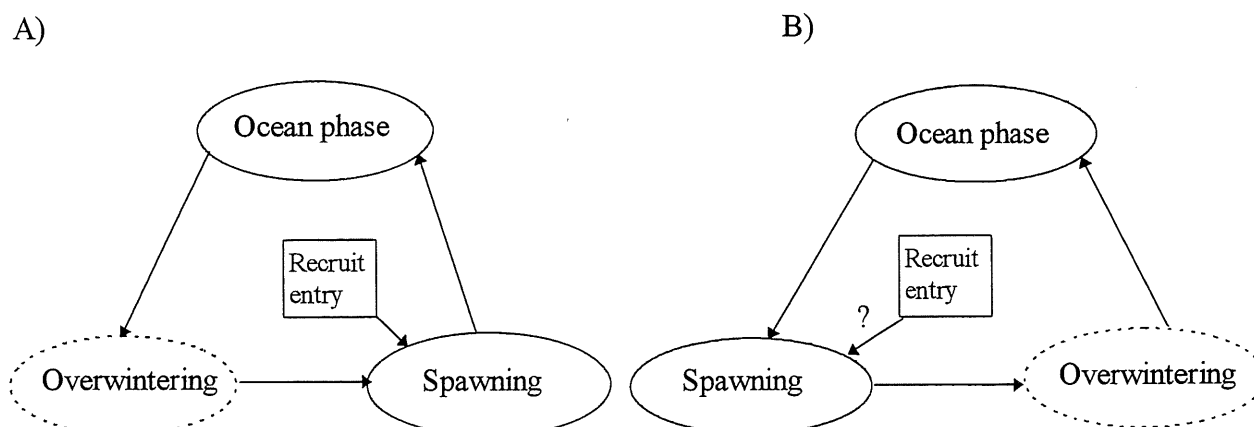 A)
Ocean phase
Recruit
entry
Overwintering
Spawning
B)
Ocean phase
Recruit
entry
?
Spawning
Overwintering